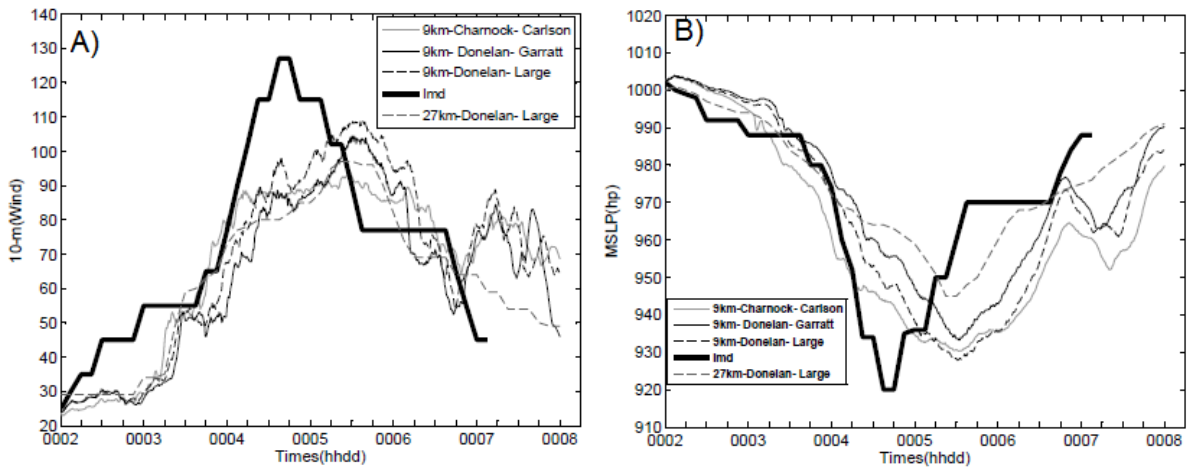 A)
140
130
120
110
100
90
80
70
60
50
40
30
20
10-m(Wind)
9km-Charnock- Carlson
9km- Donelan- Garratt
9km-Donelan- Large
Imd
27km-Donelan- Large
0002 0003 0004 0005 0006 0007 0008
Times(hhdd)
B)
1020
1010
1000
990
980
970
960
950
940
930
920
910
MSLP(hp)
9km-Charnock- Carlson
9km- Donelan- Garratt
9km-Donelan- Large
Imd
27km-Donelan- Large
0002 0003 0004 0005 0006 0007 0008
Times(hhdd)